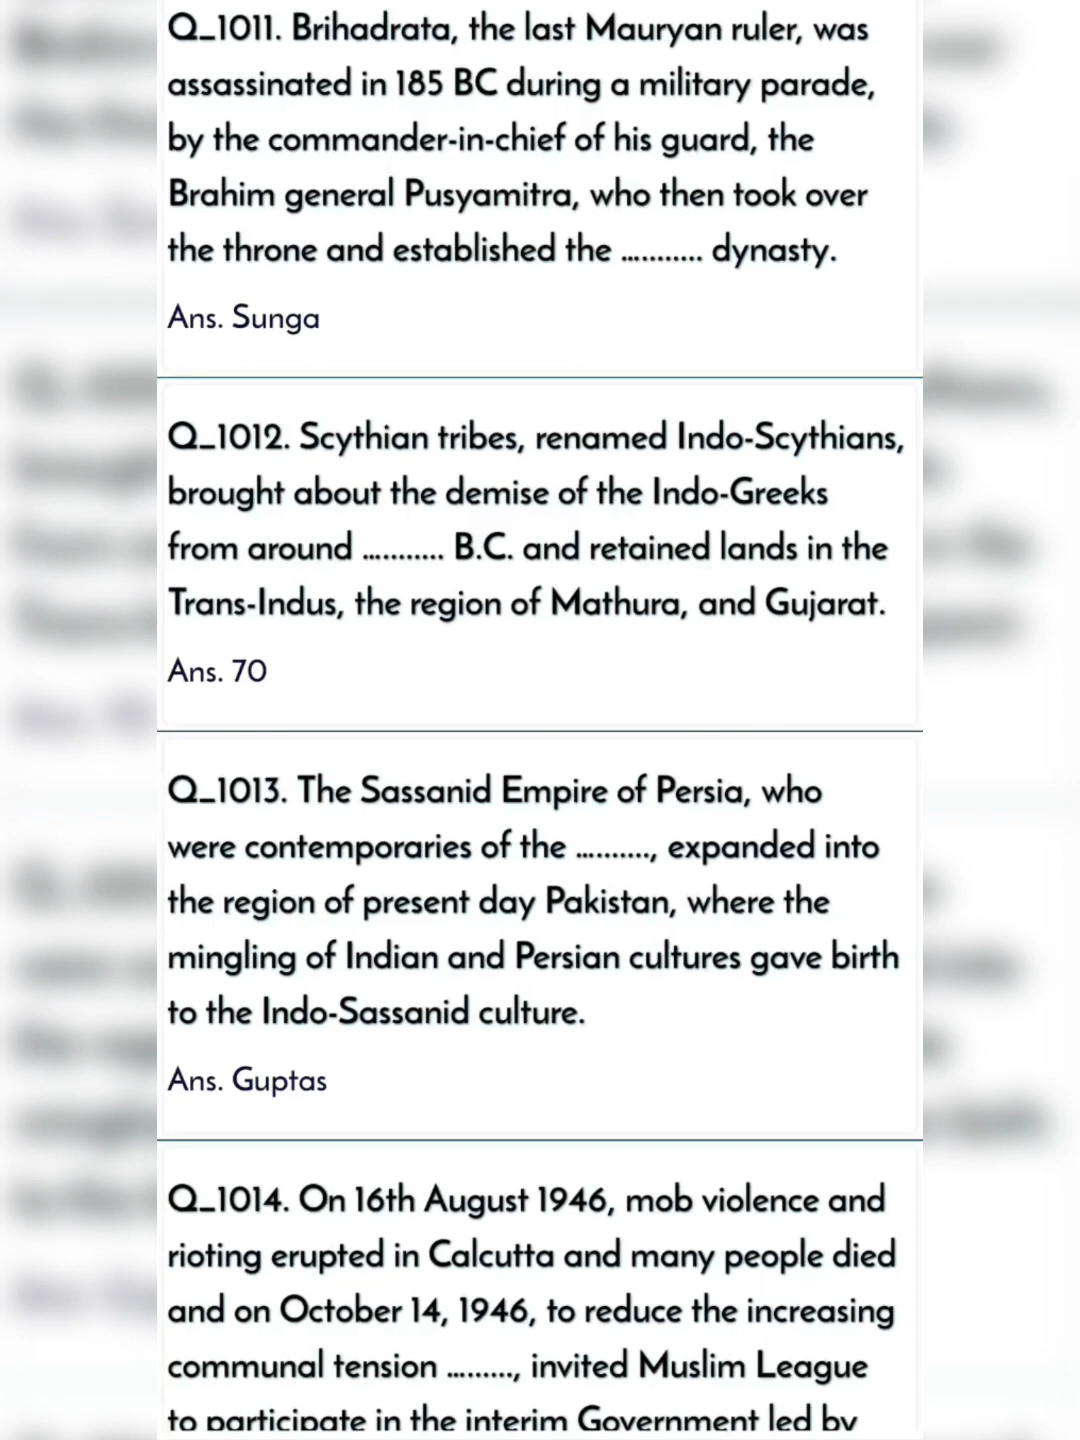 Q_1011. Brihadrata, the last Mauryan ruler, was
assassinated in 185 BC during a military parade,
by the commander-in-chief of his guard, the
Brahim general Pusyamitra, who then took over
the throne and established the ........... dynasty.
Ans. Sunga
Q_1012. Scythian tribes, renamed Indo-Scythians,
brought about the demise of the Indo-Greeks
from around ........... B.C. and retained lands in the
Trans-Indus, the region of Mathura, and Gujarat.
Ans. 70
Q_1013. The Sassanid Empire of Persia, who
were contemporaries of the .........., expanded into
the region of present day Pakistan, where the
mingling of Indian and Persian cultures gave birth
to the Indo-Sassanid culture.
Ans. Guptas
Q_1014. On 16th August 1946, mob violence and
rioting erupted in Calcutta and many people died
and on October 14, 1946, to reduce the increasing
communal tension ........., invited Muslim League
to participate in the interim Government led by